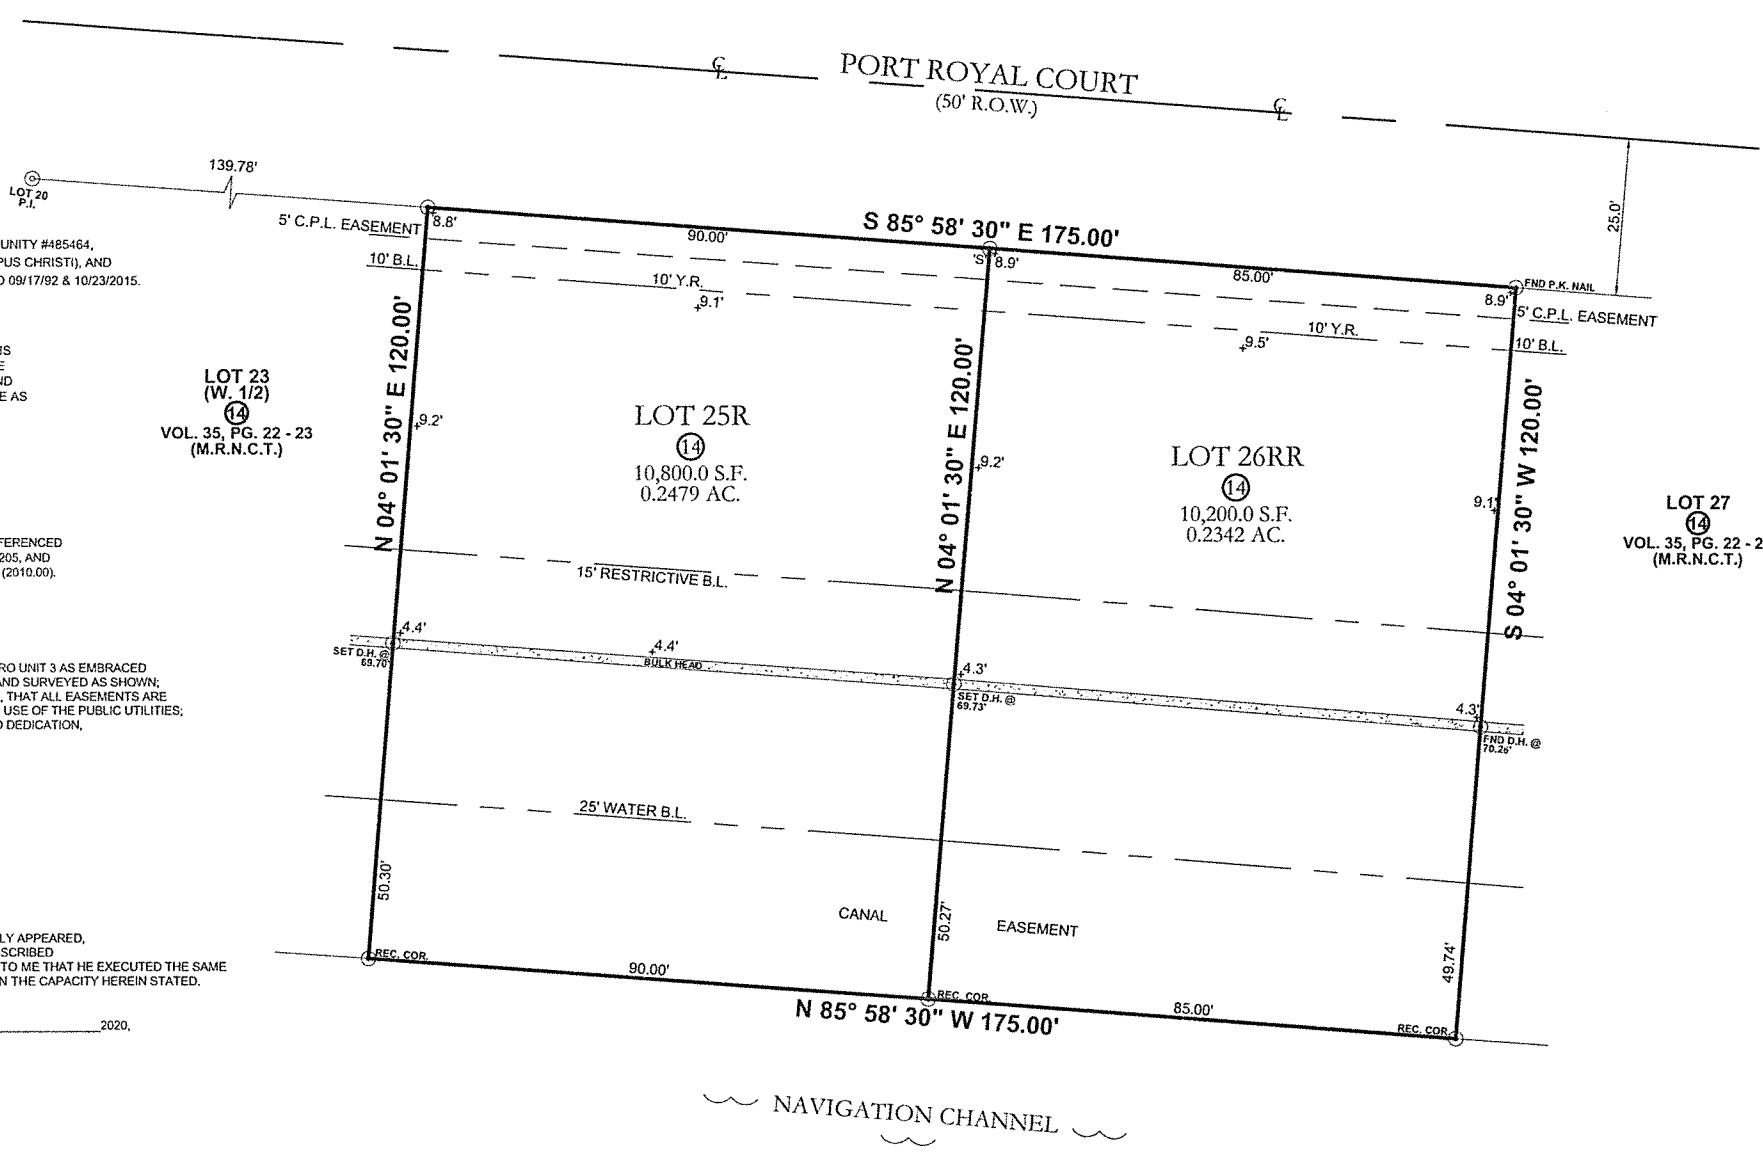 PORT ROYAL COURT
(50' R.O.W.)
139.78'
LOT 20
P.I.
25.0'
5' C.P.L. EASEMENT
8.8'
90.00'
S 85° 58' 30" E 175.00'
'S'
8.9'
85.00'
FND P.K. NAIL
8.9'
5' C.P.L. EASEMENT
10' B.L.
10' Y.R.
9.1'
10' Y.R.
9.5'
10' B.L.
UNITY #485464,
PUS CHRISTI), AND
09/17/92 & 10/23/2015.
E AS
LOT 23
(W. 1/2)
14
VOL. 35, PG. 22 - 23
(M.R.N.C.T.)
N 04° 01' 30" E 120.00'
9.2'
LOT 25R
14
10,800.0 S.F.
0.2479 AC.
N 04° 01' 30" E 120.00'
9.2'
LOT 26RR
14
10,200.0 S.F.
0.2342 AC.
9.1'
S 04° 01' 30" W 120.00'
LOT 27
14
VOL. 35, PG. 22 - 2
(M.R.N.C.T.)
FERENCED
205, AND
(2010.00).
15' RESTRICTIVE B.L.
4.4'
SET D.H. @
69.70'
4.4'
BULK HEAD
4.3'
SET D.H. @
69.73'
4.3'
FND D.H. @
70.26'
RO UNIT 3 AS EMBRACED
AND SURVEYED AS SHOWN;
, THAT ALL EASEMENTS ARE
USE OF THE PUBLIC UTILITIES;
DEDICATION,
25' WATER B.L.
50.30'
CANAL
EASEMENT
50.27'
49.74'
LY APPEARED,
SCRIBED
TO ME THAT HE EXECUTED THE SAME
N THE CAPACITY HEREIN STATED.
2020,
REC. COR.
90.00'
REC. COR.
N 85° 58' 30" W 175.00'
85.00'
REC. COR.
NAVIGATION CHANNEL